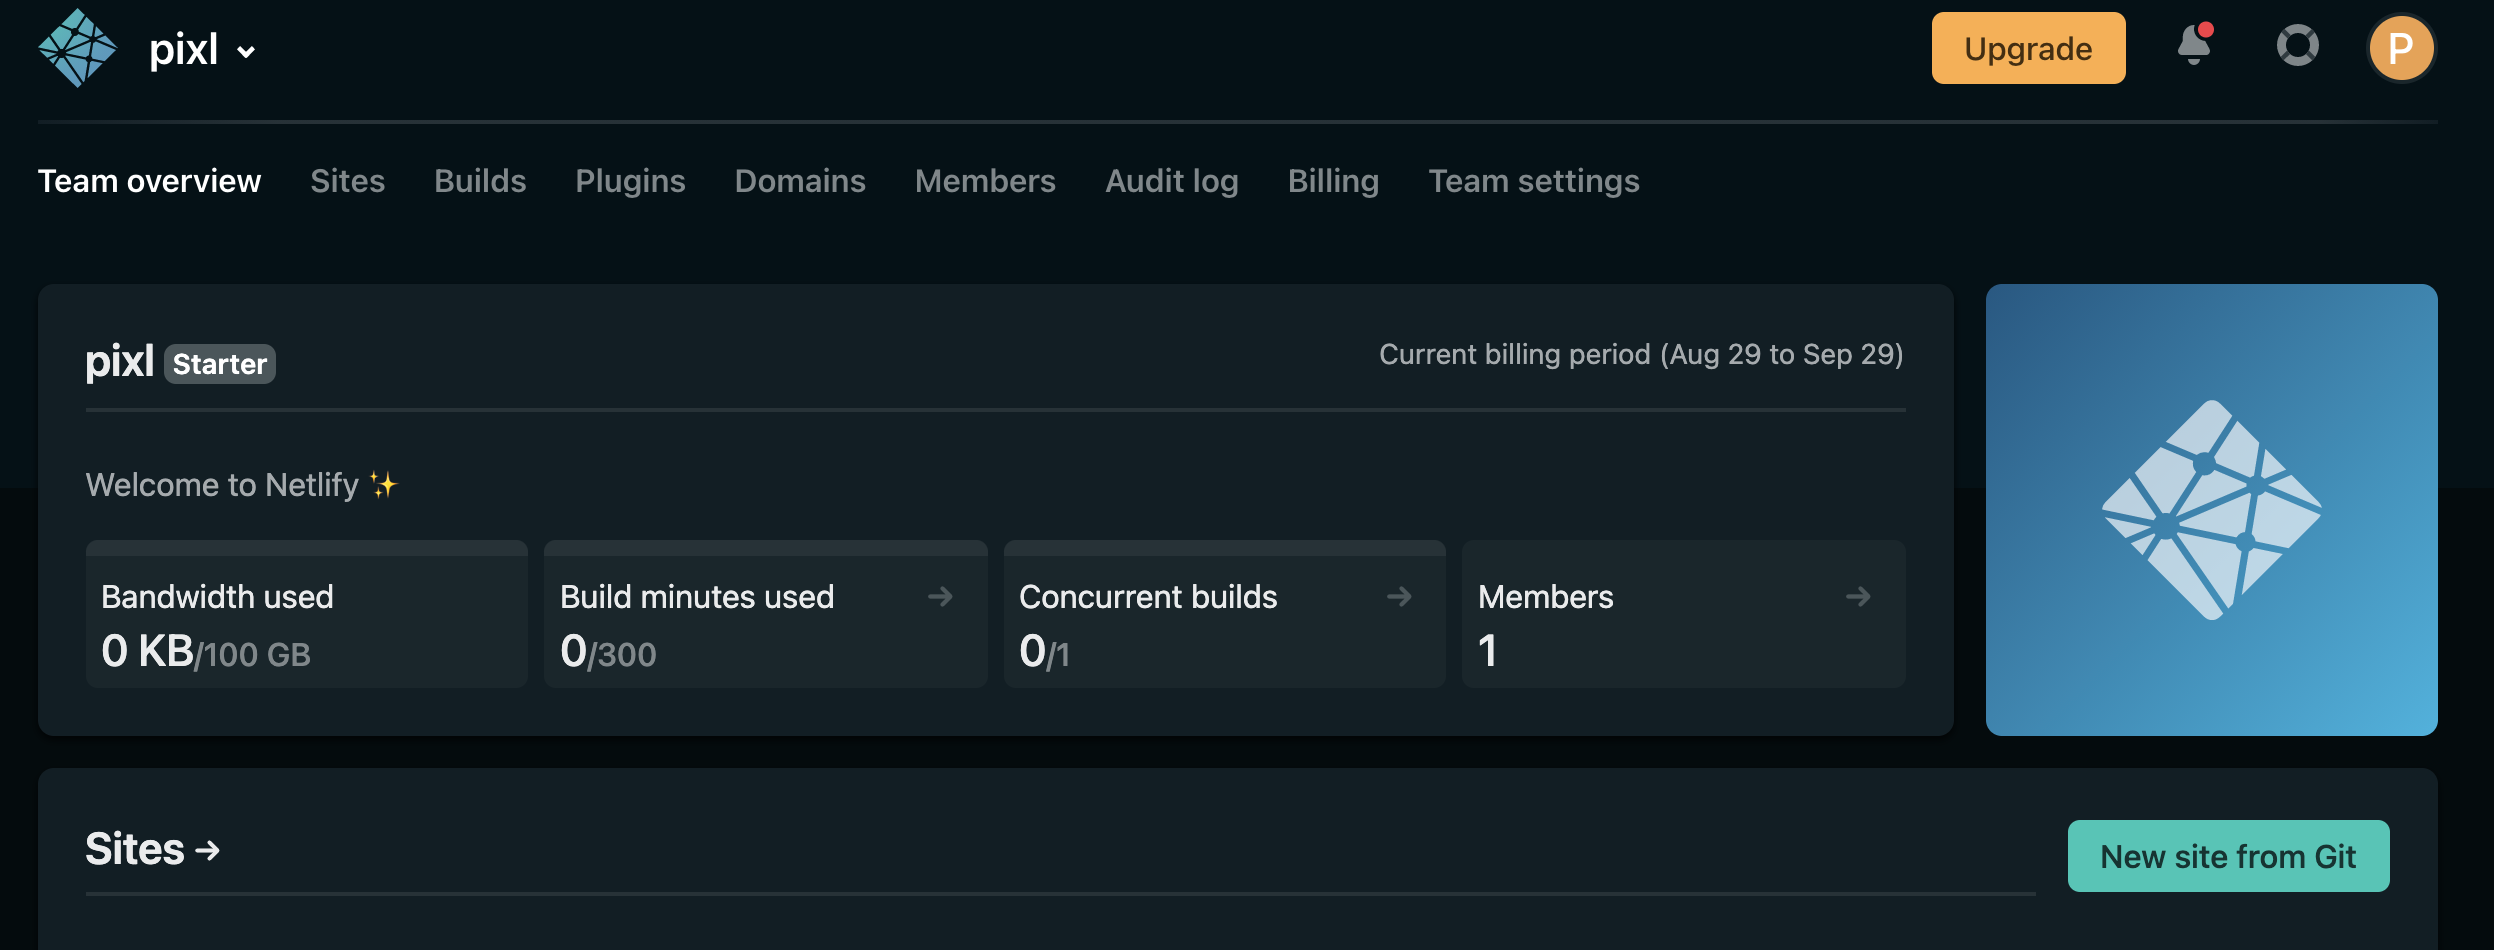 pixl
Upgrade
P
Team overview Sites Builds Plugins Domains Members Audit log Billing Team settings
pixl Starter
Current billing period (Aug 29 to Sep 29)
Welcome to Netlify ✨
Bandwidth used
0 KB/100 GB
Build minutes used →
0/300
Concurrent builds →
0/1
Members →
1
Sites →
New site from Git